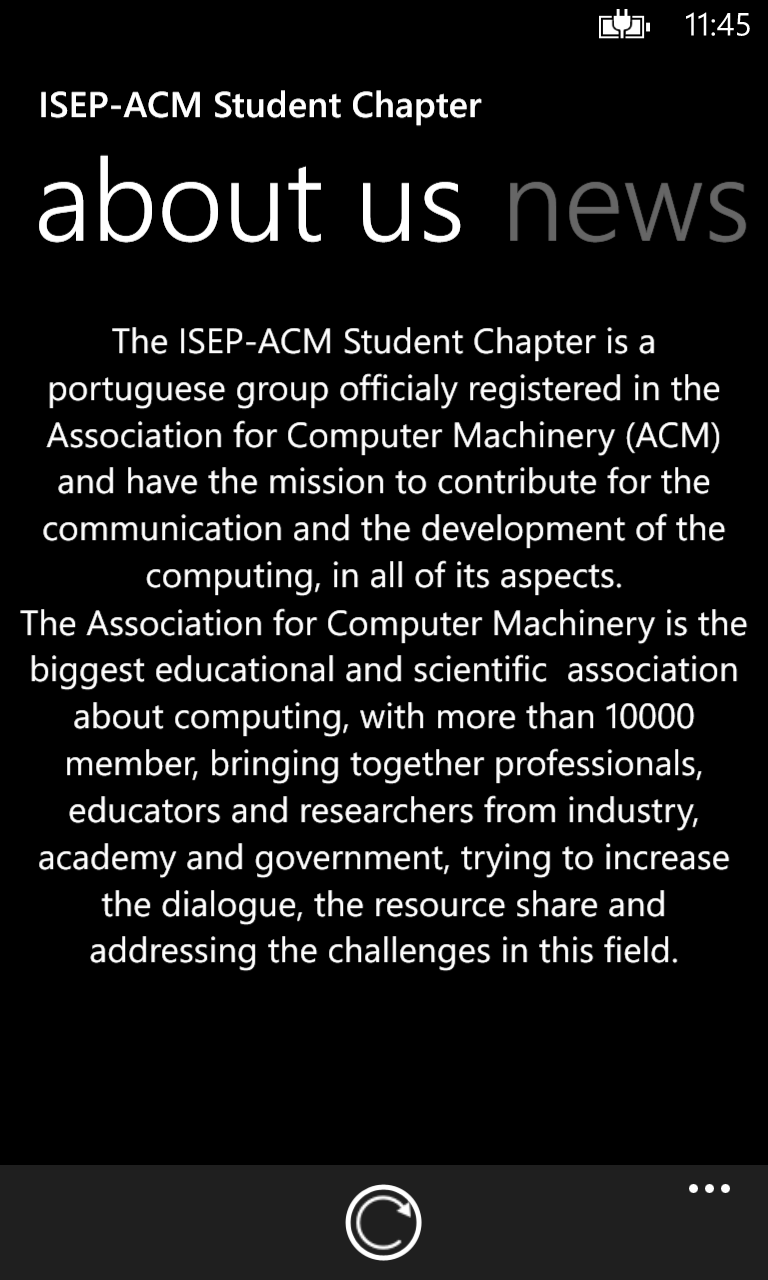 11:45
ISEP-ACM Student Chapter
about us news
The ISEP-ACM Student Chapter is a
portuguese group officialy registered in the
Association for Computer Machinery (ACM)
and have the mission to contribute for the
communication and the development of the
computing, in all of its aspects.
The Association for Computer Machinery is the
biggest educational and scientific  association
about computing, with more than 10000
member, bringing together professionals,
educators and researchers from industry,
academy and government, trying to increase
the dialogue, the resource share and
addressing the challenges in this field.